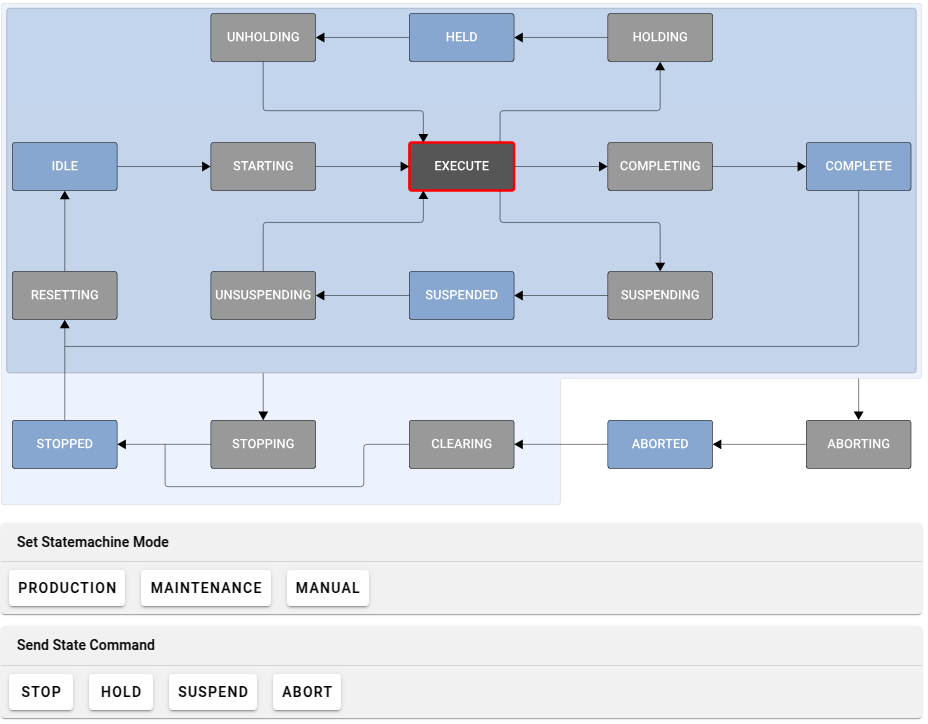 UNHOLDING
HELD
HOLDING
IDLE
STARTING
EXECUTE
COMPLETING
COMPLETE
RESETTING
UNSUSPENDING
SUSPENDED
SUSPENDING
STOPPED
STOPPING
CLEARING
ABORTED
ABORTING
Set Statemachine Mode
PRODUCTION
MAINTENANCE
MANUAL
Send State Command
STOP
HOLD
SUSPEND
ABORT